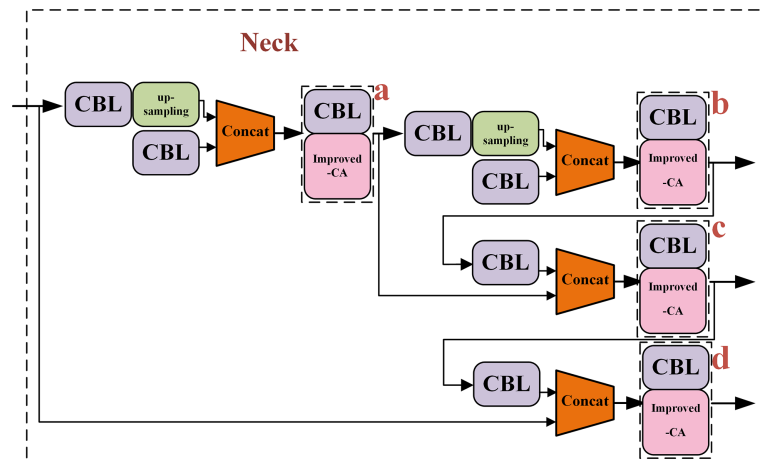 Neck
CBL
up-
sampling
CBL
Concat
a
CBL
Improved
-CA
CBL
up-
sampling
CBL
Concat
b
CBL
Improved
-CA
CBL
Concat
c
CBL
Improved
-CA
CBL
Concat
d
CBL
Improved
-CA